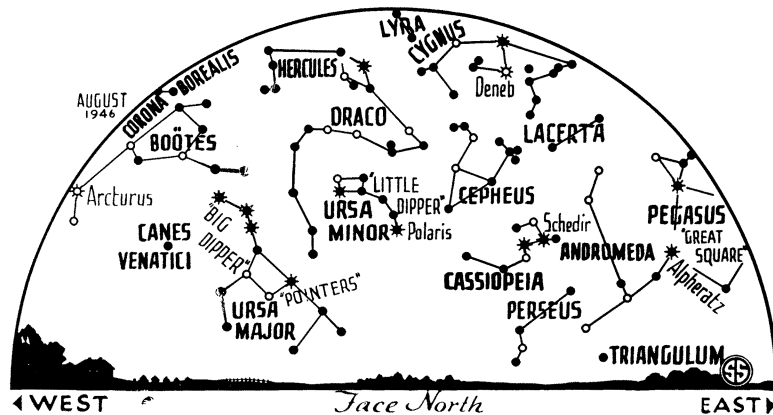 LYRA
CYGNUS
HERCULES
Deneb
AUGUST
1946
CORONA BOREALIS
BOÖTES
DRACO
LACERTA
Arcturus
"LITTLE
DIPPER"
URSA
MINOR
Polaris
CEPHEUS
PEGASUS
"GREAT
SQUARE"
CANES
VENATICI
"BIG
DIPPER"
Schedir
ANDROMEDA
Alpheratz
CASSIOPEIA
"POINTERS"
URSA
MAJOR
PERSEUS
TRIANGULUM
SS
WEST
Face North
EAST